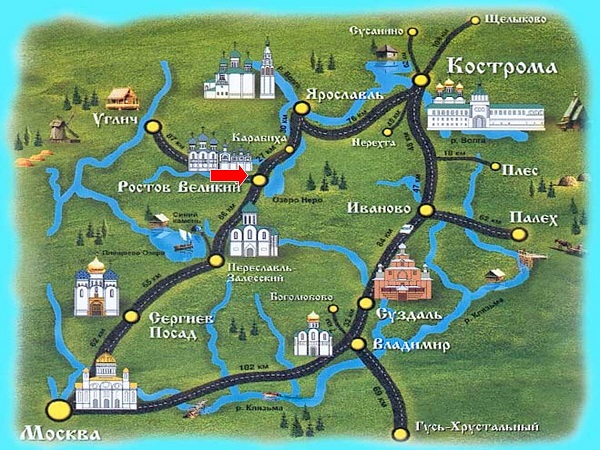 Щелыково
Сусанино
Кострома
Ярославль
р. Волга
Углич
Карабиха
Нерехта
р. Волга
Плес
Ростов Великий
Озеро Неро
Иваново
Палех
Синий
камень
Плещеево Озеро
Переславль-
Залесский
Боголюбово
Сергиев
Посад
Суздаль
р. Клязьма
Владимир
182 км
р. Клязьма
Гусь-Хрустальный
Москва